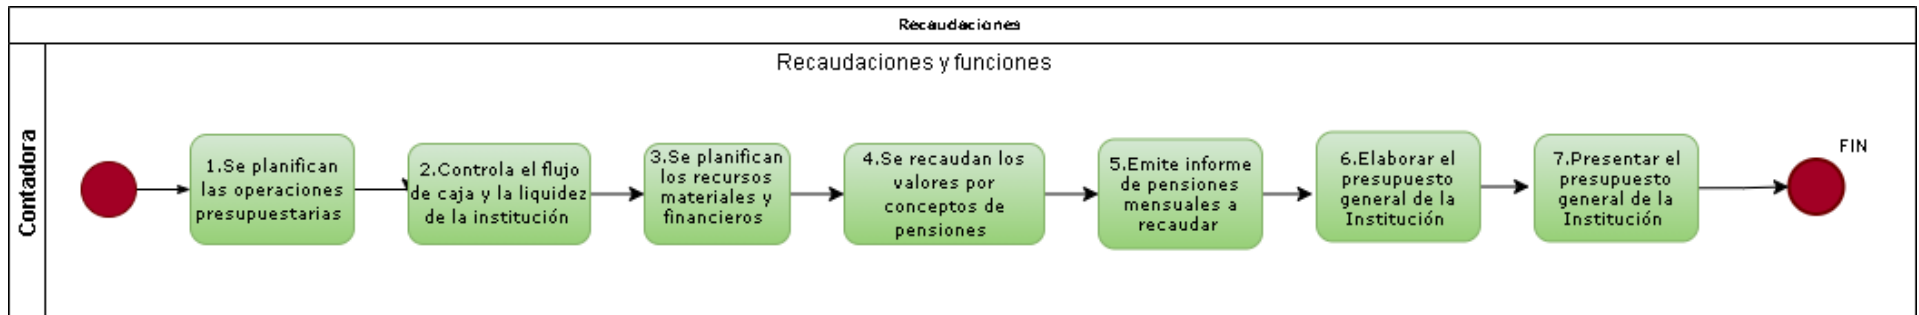 Recaudaciones
Recaudaciones y funciones
Contadora
1.Se planifican
las operaciones
presupuestarias
2.Controla el flujo
de caja y la liquidez
de la institución
3.Se planifican
los recursos
materiales y
financieros
4.Se recaudan los
valores por
conceptos de
pensiones
5.Emite informe
de pensiones
mensuales a
recaudar
6.Elaborar el
presupuesto
general de la
Institución
7.Presentar el
presupuesto
general de la
Institución
FIN